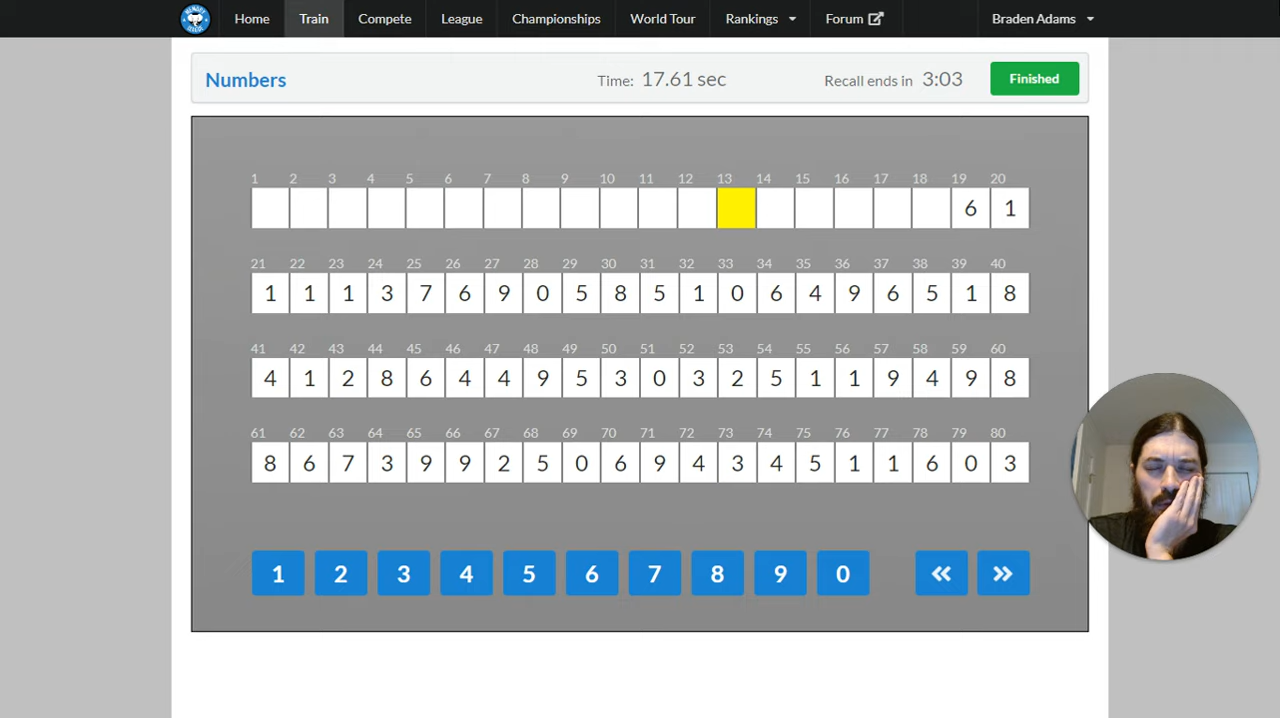 Home Train Compete League Championships World Tour Rankings Forum Braden Adams
Numbers Time: 17.61 sec Recall ends in 3:03 Finished
1 2 3 4 5 6 7 8 9 10 11 12 13 14 15 16 17 18 19 20
6 1
21 22 23 24 25 26 27 28 29 30 31 32 33 34 35 36 37 38 39 40
1 1 1 3 7 6 9 0 5 8 5 1 0 6 4 9 6 5 1 8
41 42 43 44 45 46 47 48 49 50 51 52 53 54 55 56 57 58 59 60
4 1 2 8 6 4 4 9 5 3 0 3 2 5 1 1 9 4 9 8
61 62 63 64 65 66 67 68 69 70 71 72 73 74 75 76 77 78 79 80
8 6 7 3 9 9 2 5 0 6 9 4 3 4 5 1 1 6 0 3
1 2 3 4 5 6 7 8 9 0